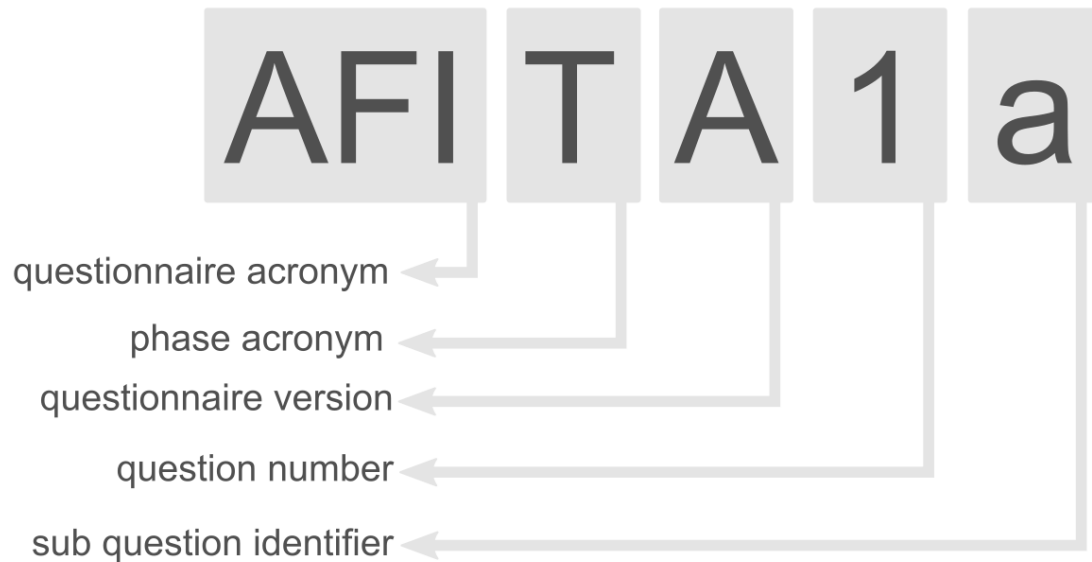 AFI T A 1 a
questionnaire acronym
phase acronym
questionnaire version
question number
sub question identifier